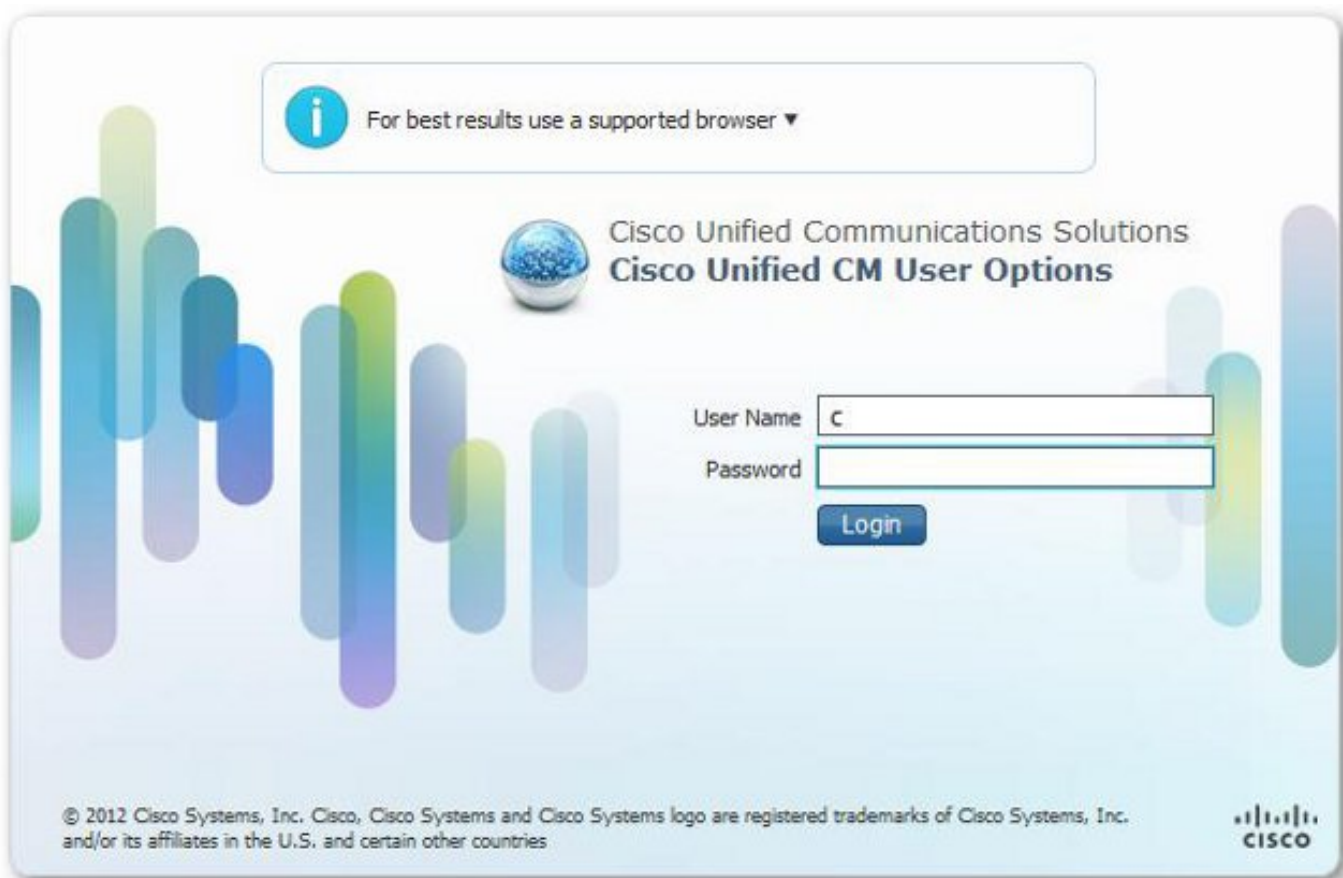 For best results use a supported browser ▼
Cisco Unified Communications Solutions
Cisco Unified CM User Options
User Name c
Password
Login
© 2012 Cisco Systems, Inc. Cisco, Cisco Systems and Cisco Systems logo are registered trademarks of Cisco Systems, Inc.
and/or its affiliates in the U.S. and certain other countries
CISCO